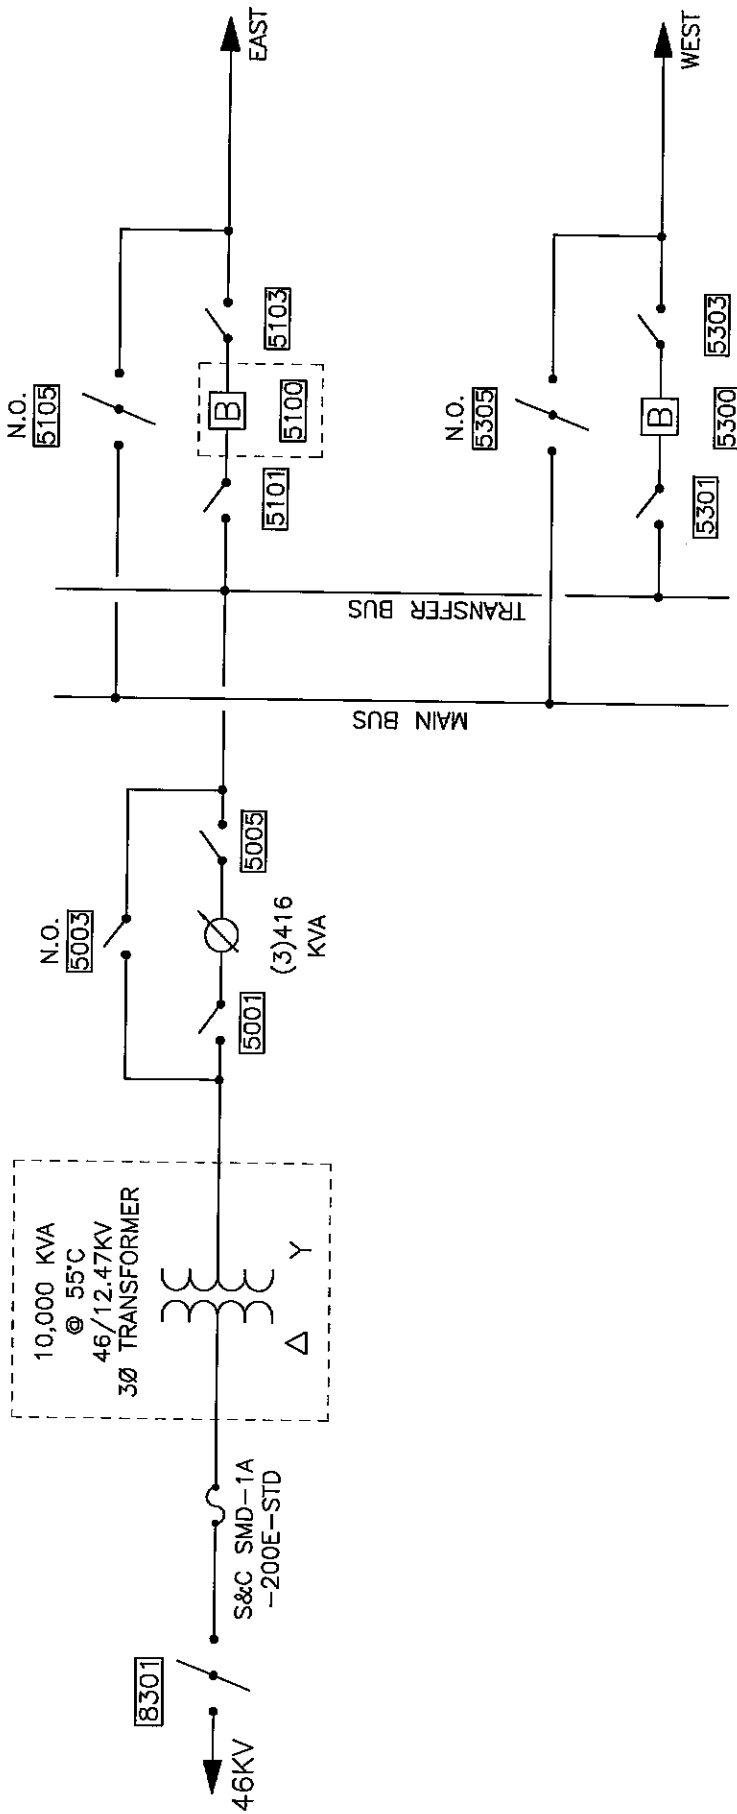 46KV
8301
S&C SMD-1A
-200E-STD
10,000 KVA
@ 55°C
46/12.47KV
3Ø TRANSFORMER
Δ
Y
N.O.
5003
5001
5005
(3)416
KVA
MAIN BUS
TRANSFER BUS
N.O.
5105
5101
B
5100
5103
EAST
N.O.
5305
5301
B
5300
5303
WEST